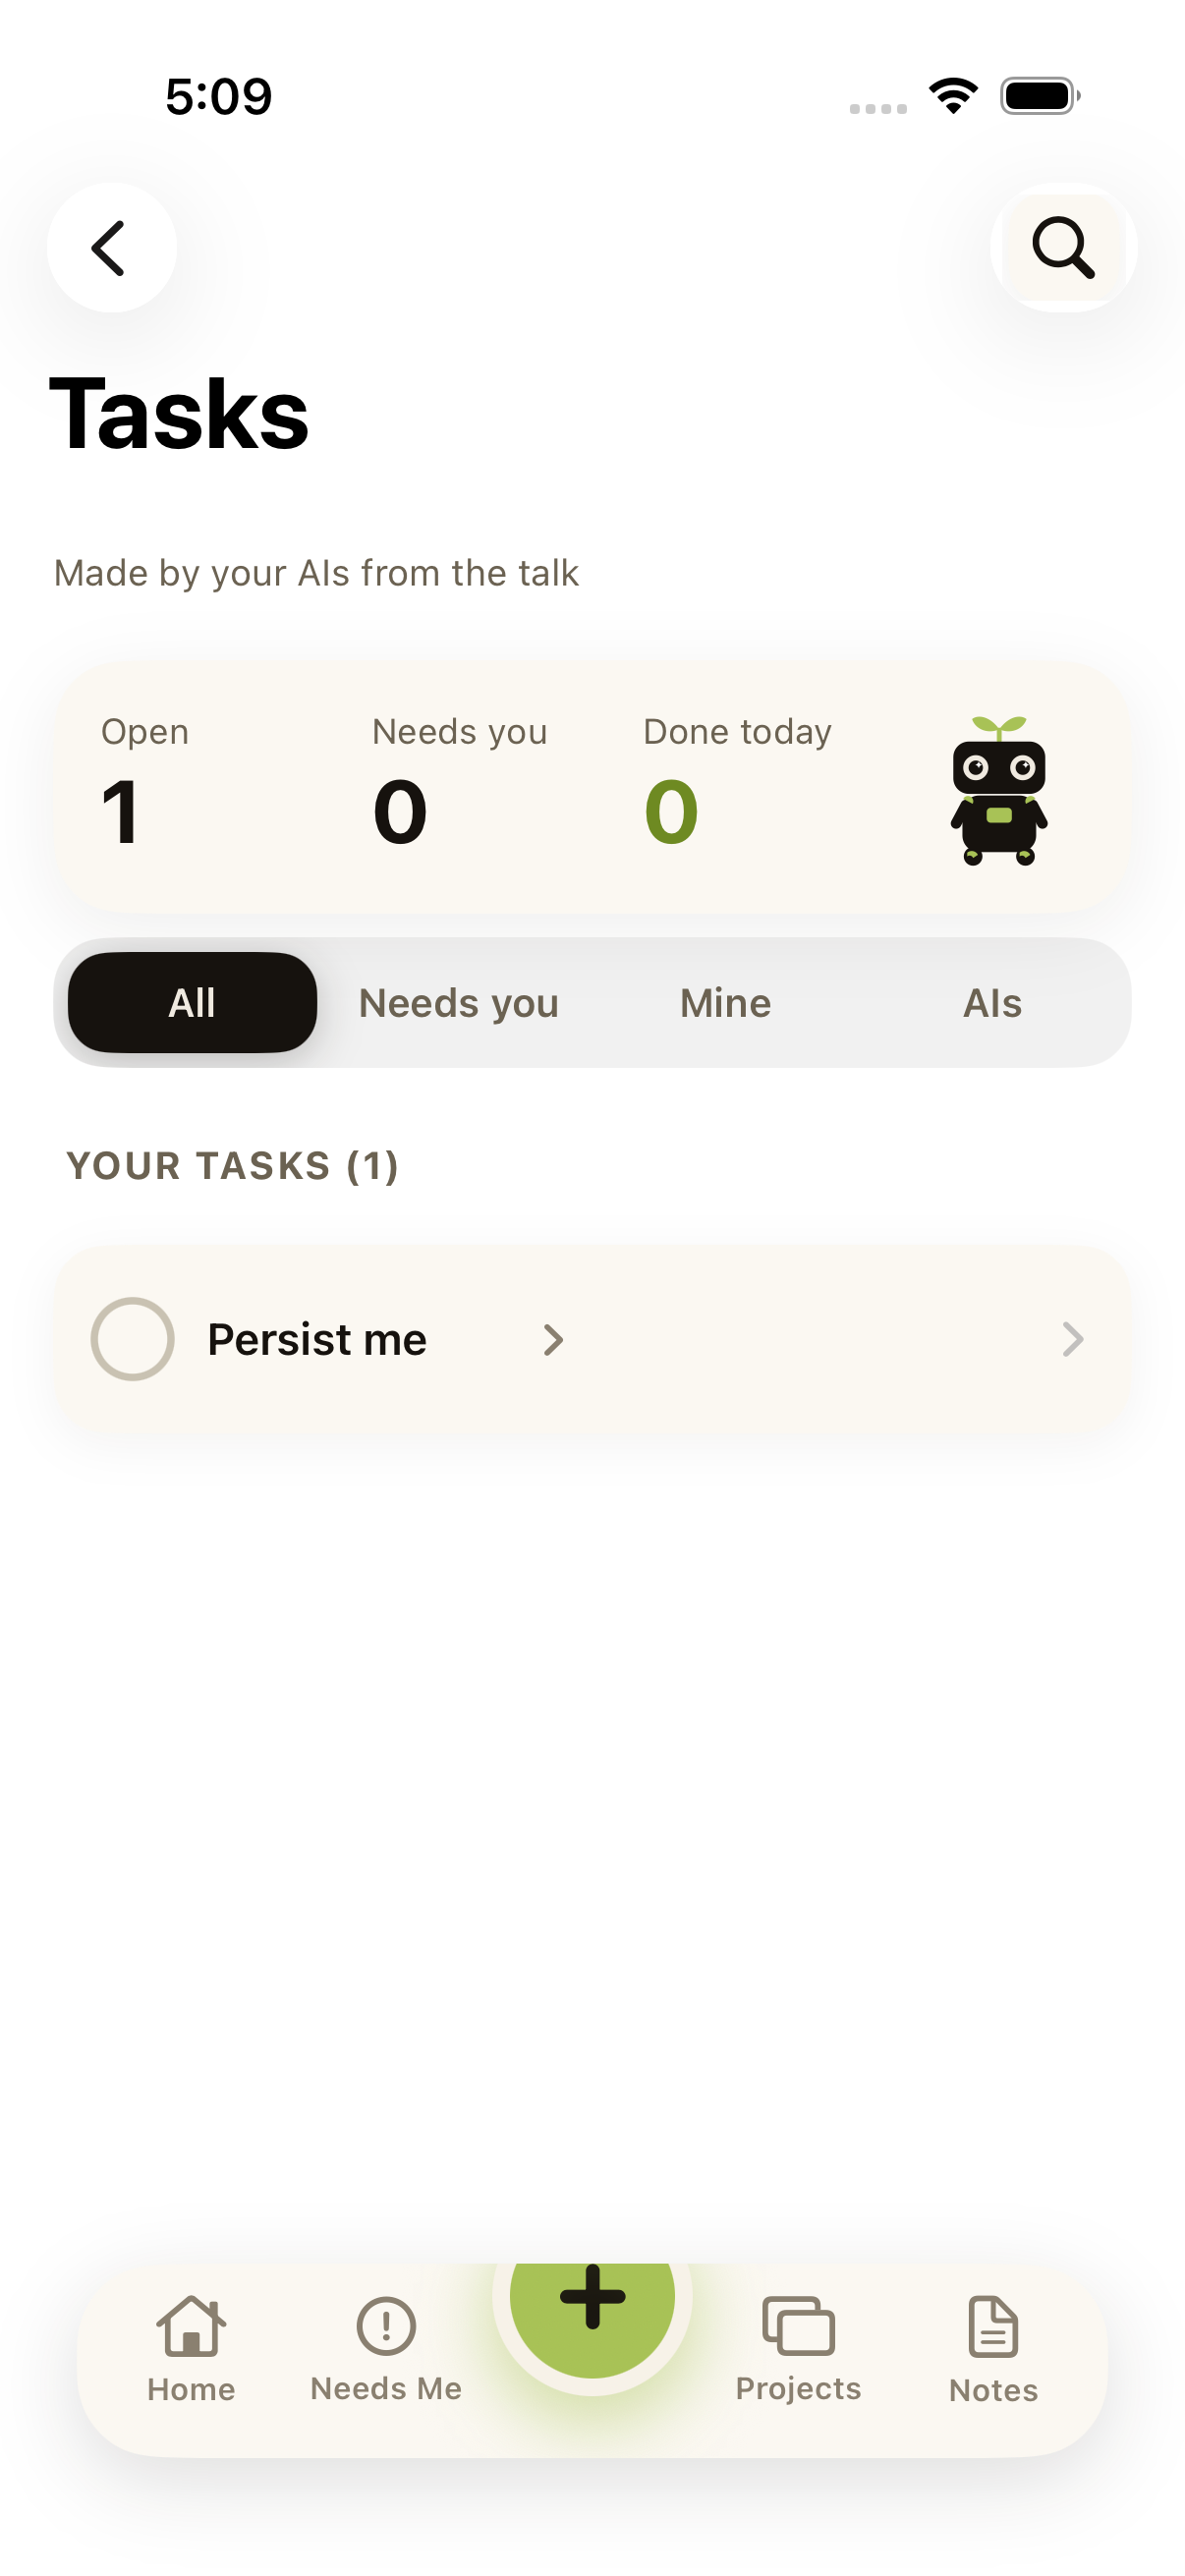 5:09
Tasks
Made by your AIs from the talk
Open Needs you Done today
1 0 0
All Needs you Mine AIs
YOUR TASKS (1)
Persist me
Home Needs Me Projects Notes